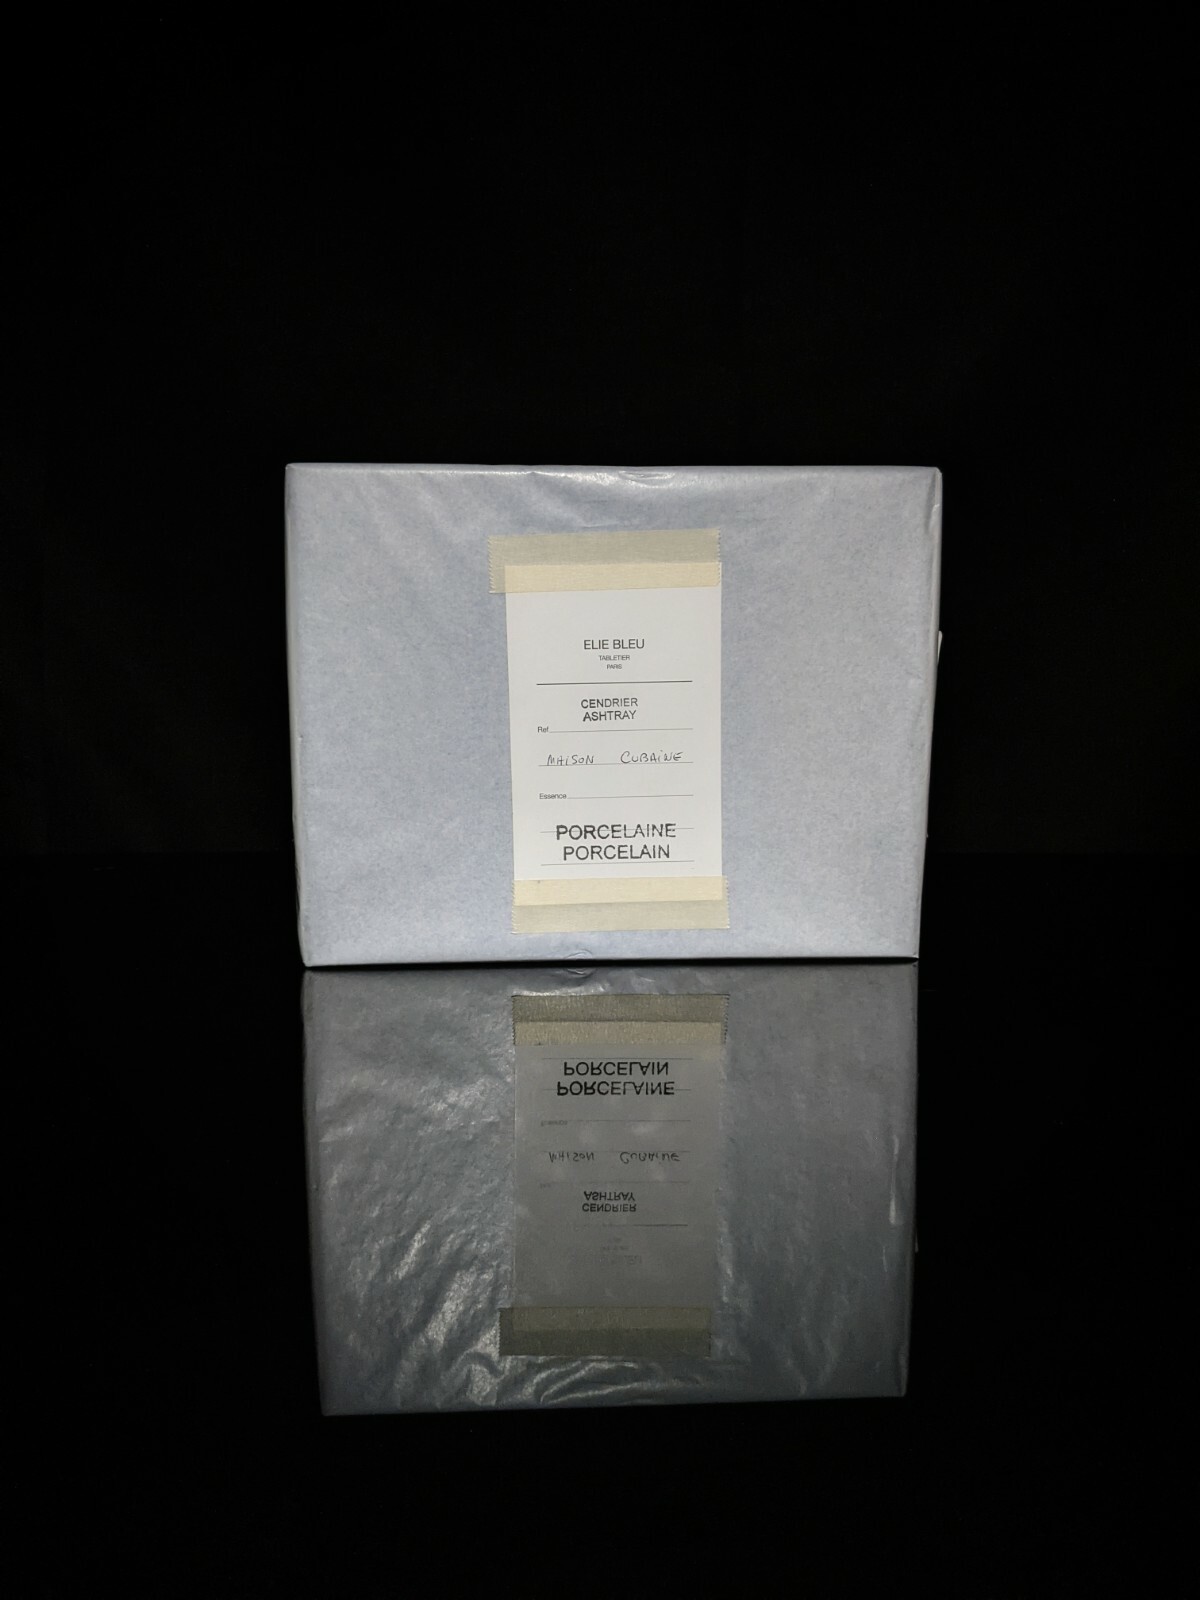 ELIE BLEU
TABLETIER
PARIS
CENDRIER
ASHTRAY
Ref
MAISON CUBAINE
Essence
PORCELAINE
PORCELAIN